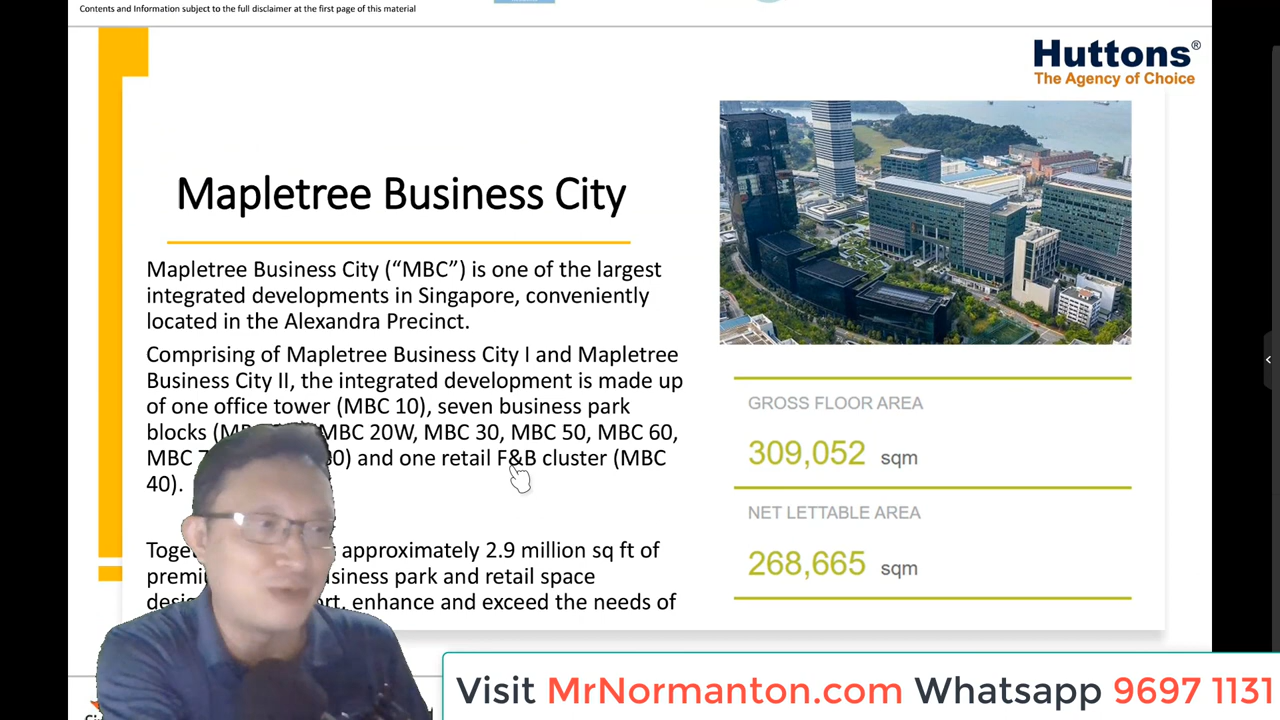 Contents and Information subject to the full disclaimer at the first page of this material
Huttons®
The Agency of Choice
Mapletree Business City
Mapletree Business City (“MBC”) is one of the largest
integrated developments in Singapore, conveniently
located in the Alexandra Precinct.
Comprising of Mapletree Business City I and Mapletree
Business City II, the integrated development is made up
of one office tower (MBC 10), seven business park
blocks MBC 20W, MBC 30, MBC 50, MBC 60,
MBC and one retail F&B cluster (MBC
40).
approximately 2.9 million sq ft of
business park and retail space
enhance and exceed the needs of
GROSS FLOOR AREA
309,052 sqm
NET LETTABLE AREA
268,665 sqm
Visit MrNormanton.com Whatsapp 9697 1131